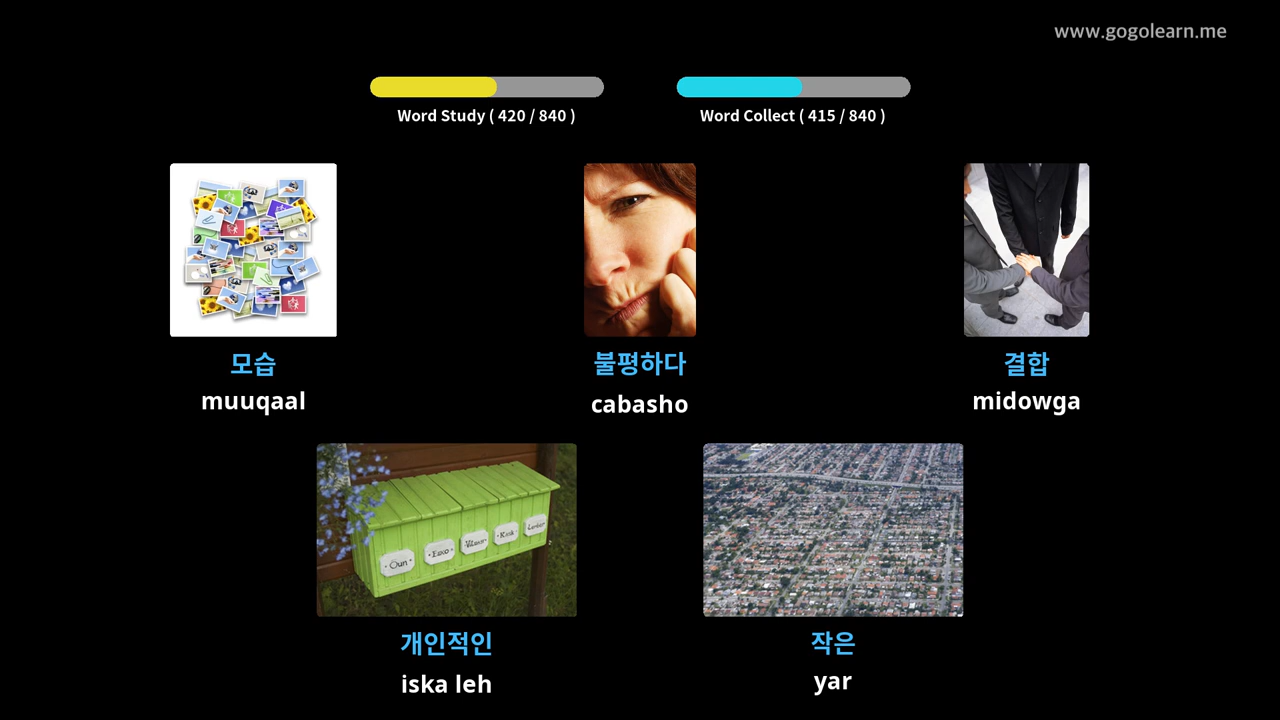 www.gogolearn.me
Word Study ( 420 / 840 )
Word Collect ( 415 / 840 )
모습
muuqaal
불평하다
cabasho
결합
midowga
Oun
개인적인
iska leh
작은
yar